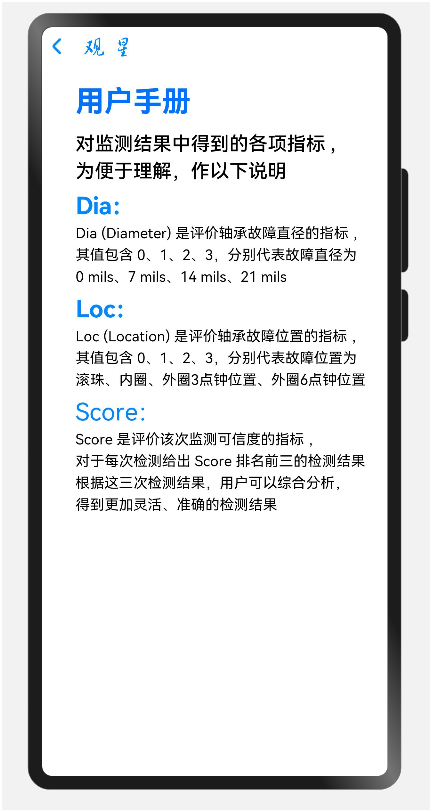 观 星
用户手册
对监测结果中得到的各项指标，
为便于理解，作以下说明
Dia:
Dia (Diameter) 是评价轴承故障直径的指标，
其值包含 0、1、2、3，分别代表故障直径为
0 mils、7 mils、14 mils、21 mils
Loc:
Loc (Location) 是评价轴承故障位置的指标，
其值包含 0、1、2、3，分别代表故障位置为
滚珠、内圈、外圈3点钟位置、外圈6点钟位置
Score:
Score 是评价该次监测可信度的指标，
对于每次检测给出 Score 排名前三的检测结果
根据这三次检测结果，用户可以综合分析，
得到更加灵活、准确的检测结果